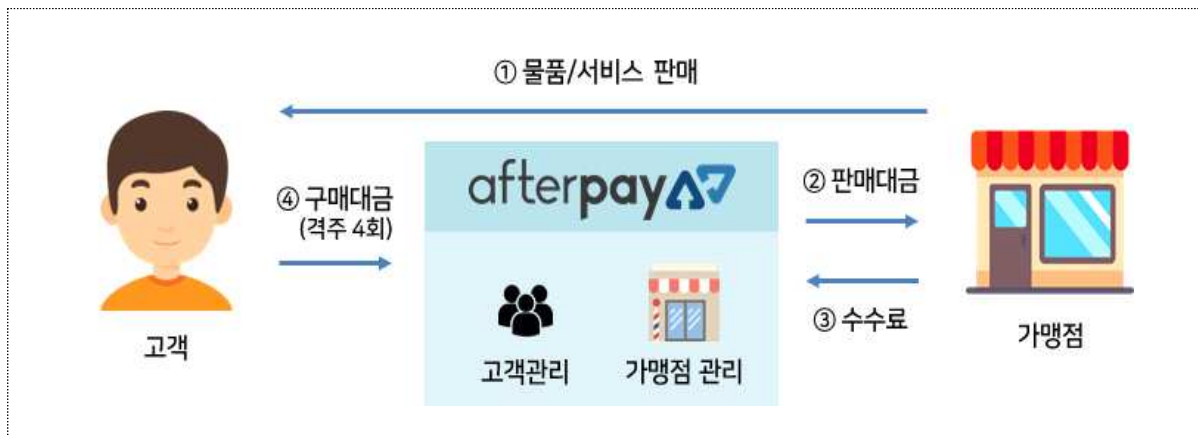 ① 물품/서비스 판매
afterpay
② 판매대금
④ 구매대금
(격주 4회)
③ 수수료
고객
고객관리
가맹점 관리
가맹점